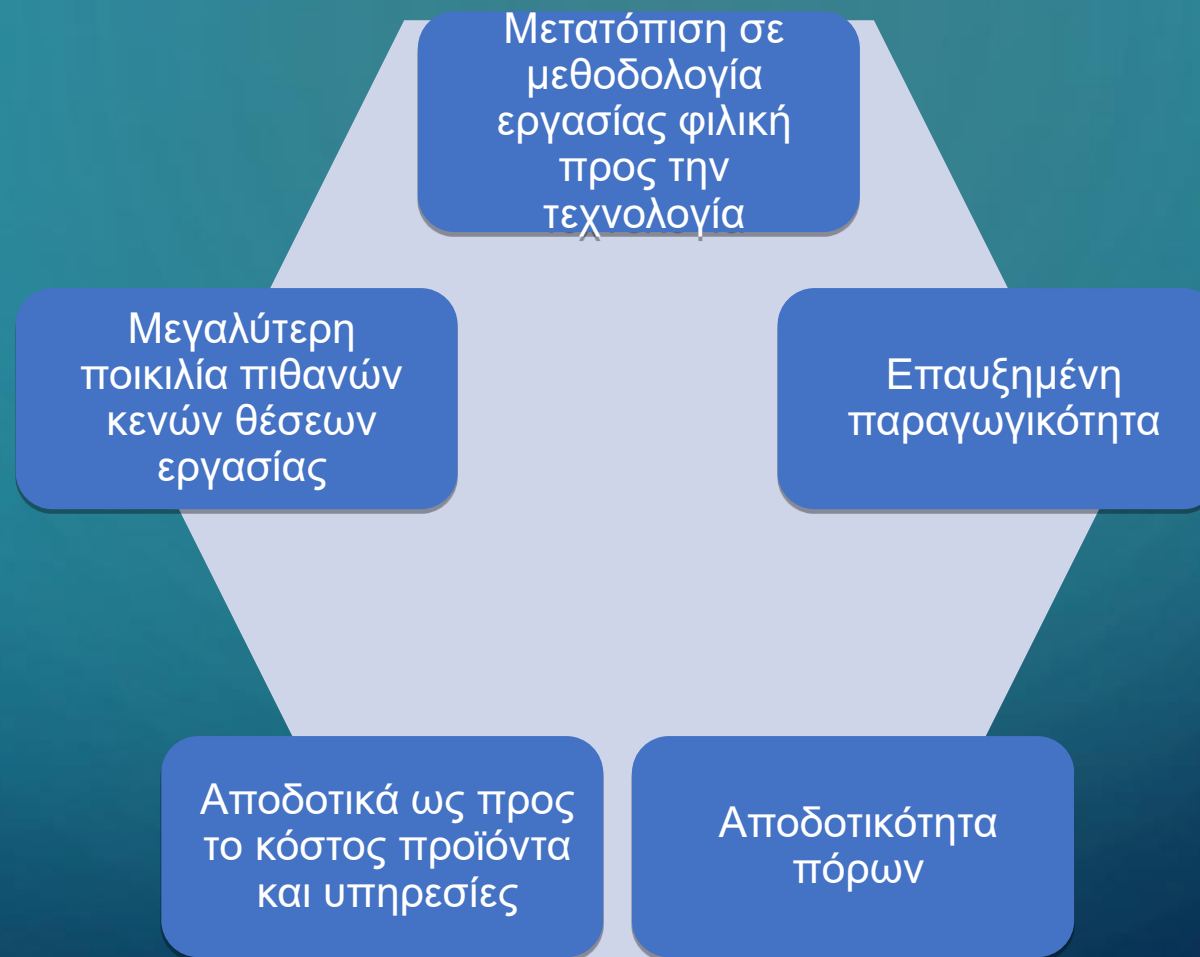 Μετατόπιση σε
μεθοδολογία
εργασίας φιλική
προς την
τεχνολογία
Μεγαλύτερη
ποικιλία πιθανών
κενών θέσεων
εργασίας
Επαυξημένη
παραγωγικότητα
Αποδοτικά ως προς
το κόστος προϊόντα
και υπηρεσίες
Αποδοτικότητα
πόρων